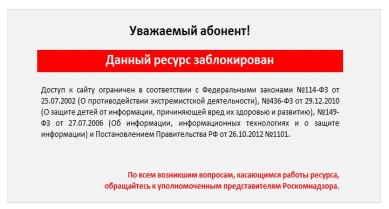 Уважаемый абонент!
Данный ресурс заблокирован
Доступ к сайту ограничен в соответствии с Федеральными законами №114-ФЗ от
25.07.2002 (О противодействии экстремистской деятельности), №436-ФЗ от 29.12.2010
(О защите детей от информации, причиняющей вред их здоровью и развитию), №149-
ФЗ от 27.07.2006 (Об информации, информационных технологиях и о защите
информации) и Постановлением Правительства РФ от 26.10.2012 №1101.
По всем возникшим вопросам, касающимся работы ресурса,
обращайтесь к уполномоченным представителям Роскомнадзора.